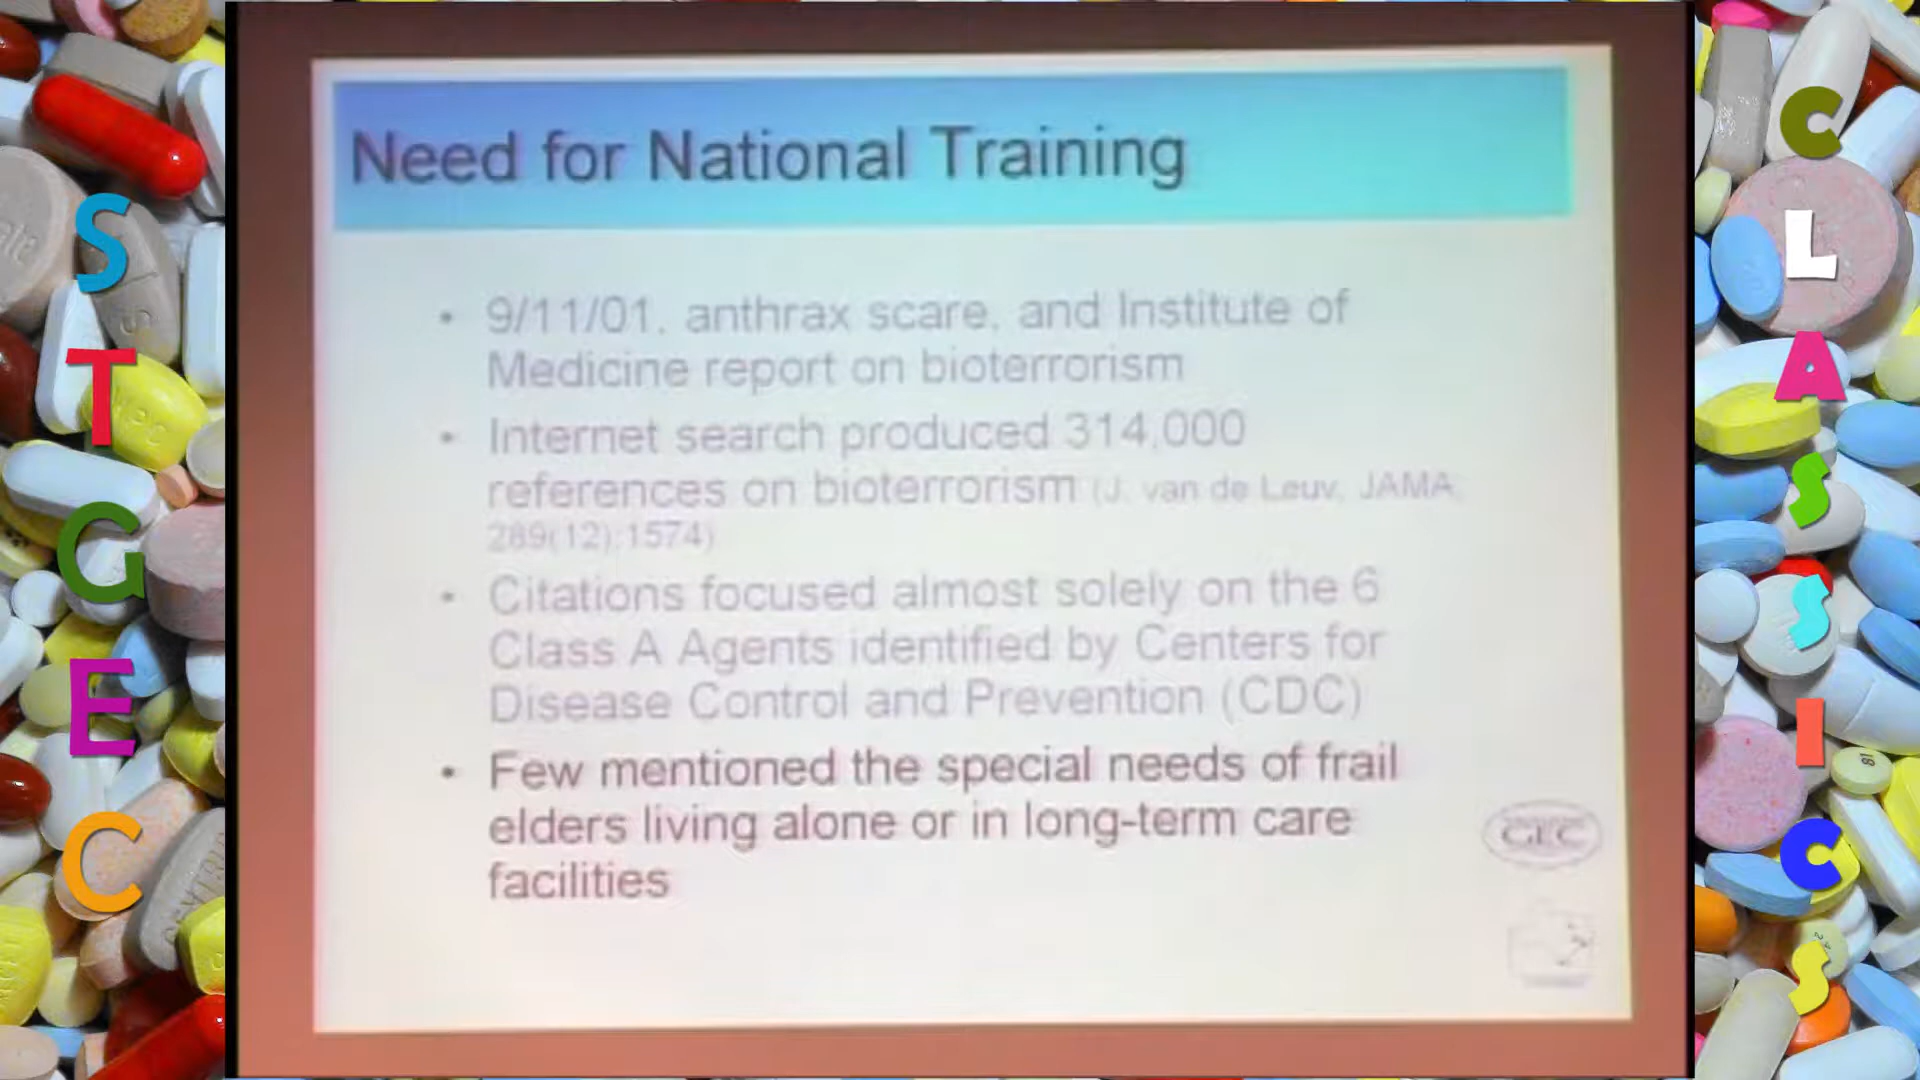 STGEC
CLASSICS
Need for National Training
• 9/11/01, anthrax scare, and Institute of
Medicine report on bioterrorism
• Internet search produced 314,000
references on bioterrorism (J. van de Leuv, JAMA,
289(12):1574)
• Citations focused almost solely on the 6
Class A Agents identified by Centers for
Disease Control and Prevention (CDC)
• Few mentioned the special needs of frail
elders living alone or in long-term care
facilities
GEC